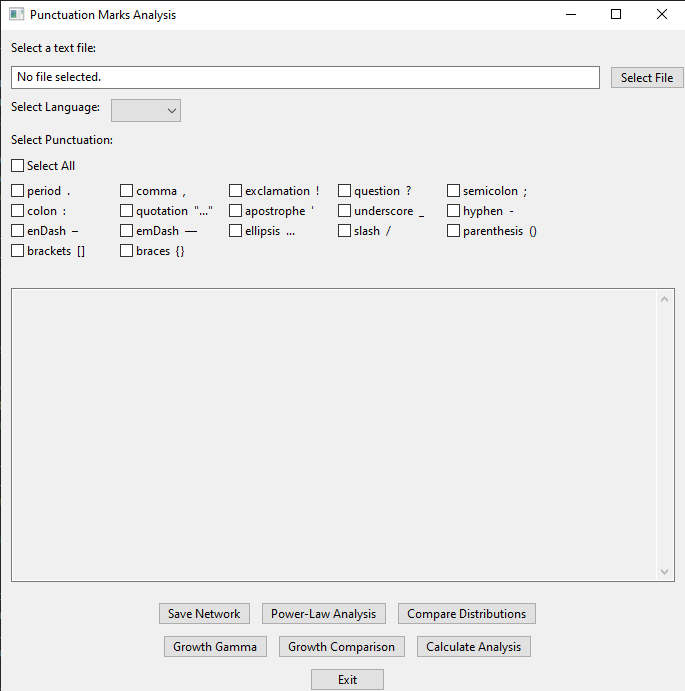 Punctuation Marks Analysis
Select a text file:
No file selected. Select File
Select Language:
Select Punctuation:
Select All
period . comma , exclamation ! question ? semicolon ;
colon : quotation "..." apostrophe ' underscore _ hyphen -
enDash – emDash — ellipsis ... slash / parenthesis ()
brackets [] braces {}
Save Network Power-Law Analysis Compare Distributions
Growth Gamma Growth Comparison Calculate Analysis
Exit